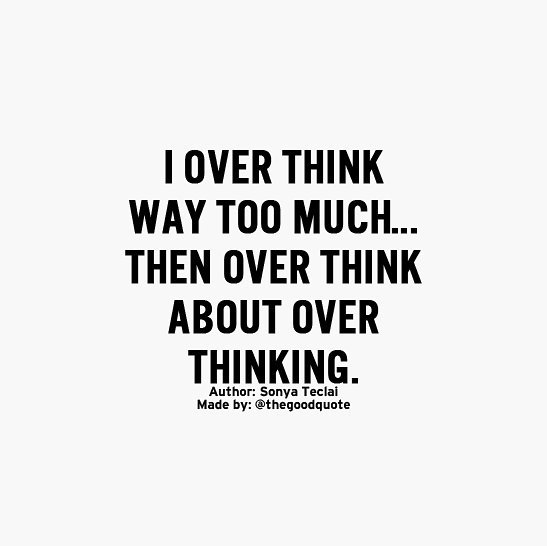 I OVER THINK
WAY TOO MUCH...
THEN OVER THINK
ABOUT OVER
THINKING.
Author: Sonya Teclai
Made by: @thegoodquote